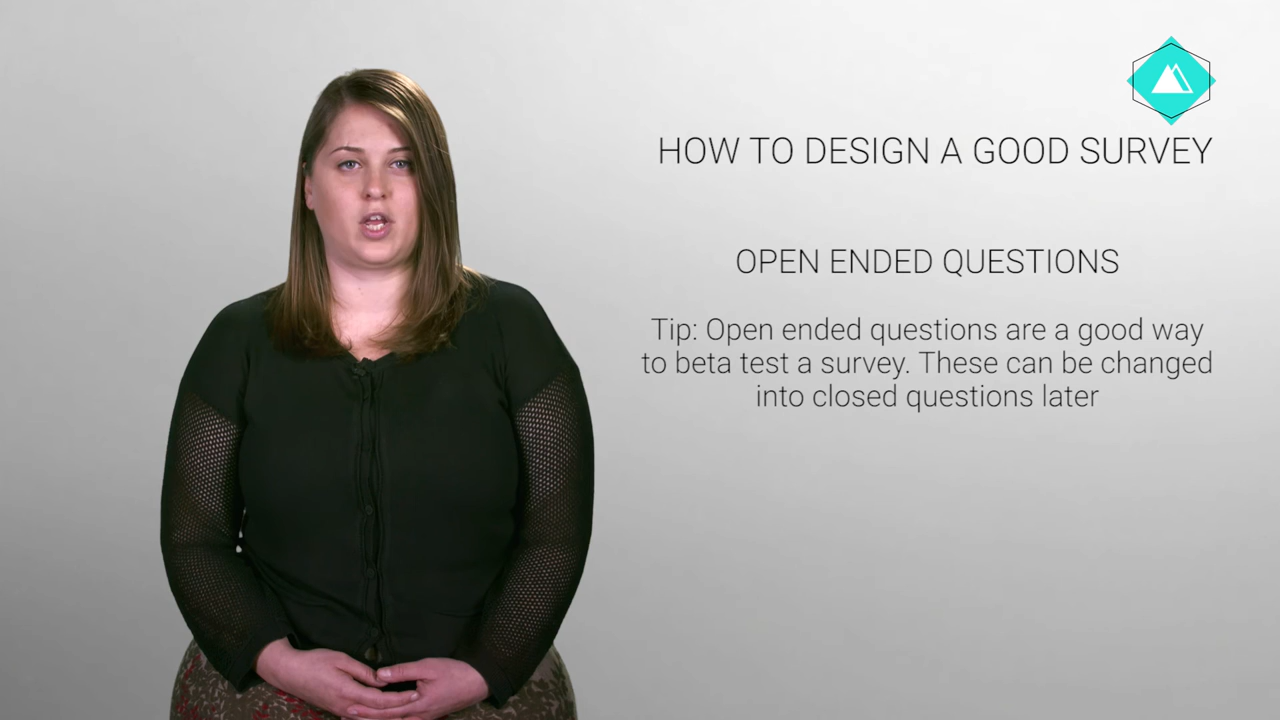 HOW TO DESIGN A GOOD SURVEY
OPEN ENDED QUESTIONS
Tip: Open ended questions are a good way
to beta test a survey. These can be changed
into closed questions later